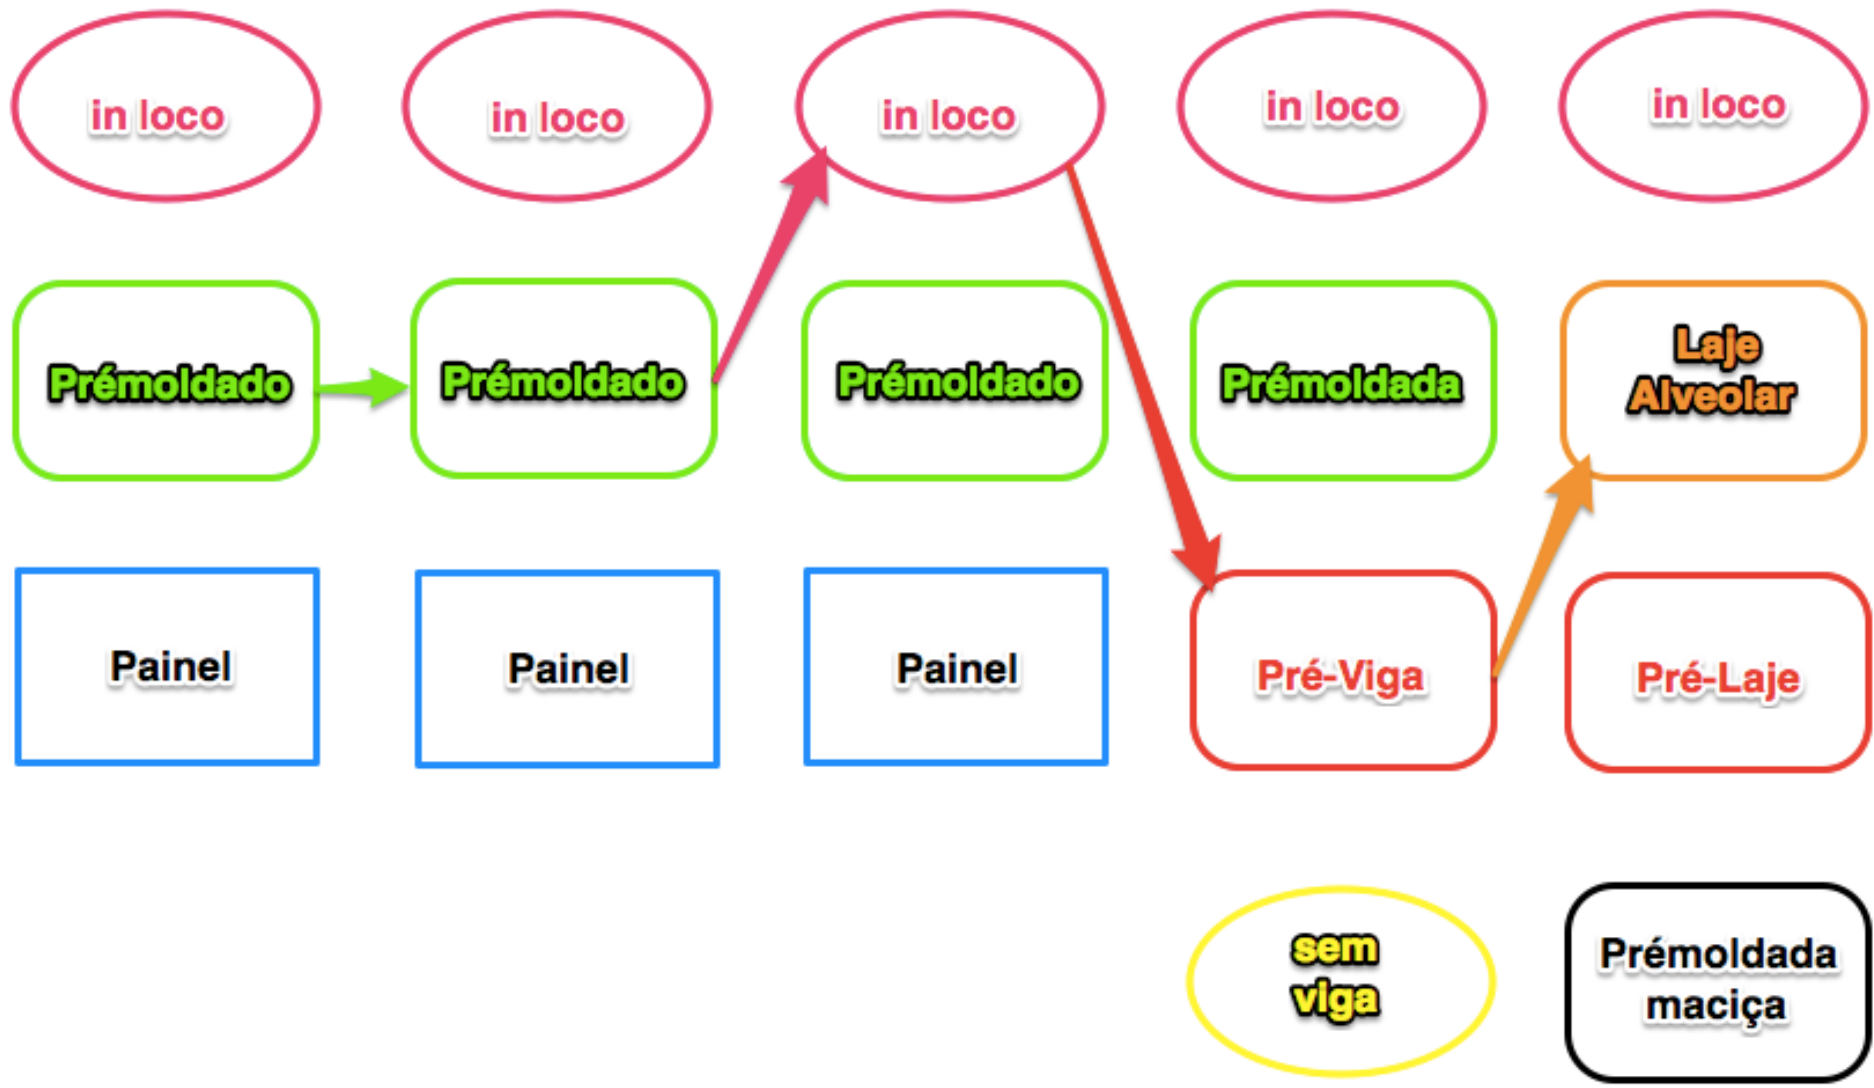 in loco
in loco
in loco
in loco
in loco
Prémoldado
Prémoldado
Prémoldado
Prémoldada
Laje
Alveolar
Painel
Painel
Painel
Pré-Viga
Pré-Laje
sem
viga
Prémoldada
maciça